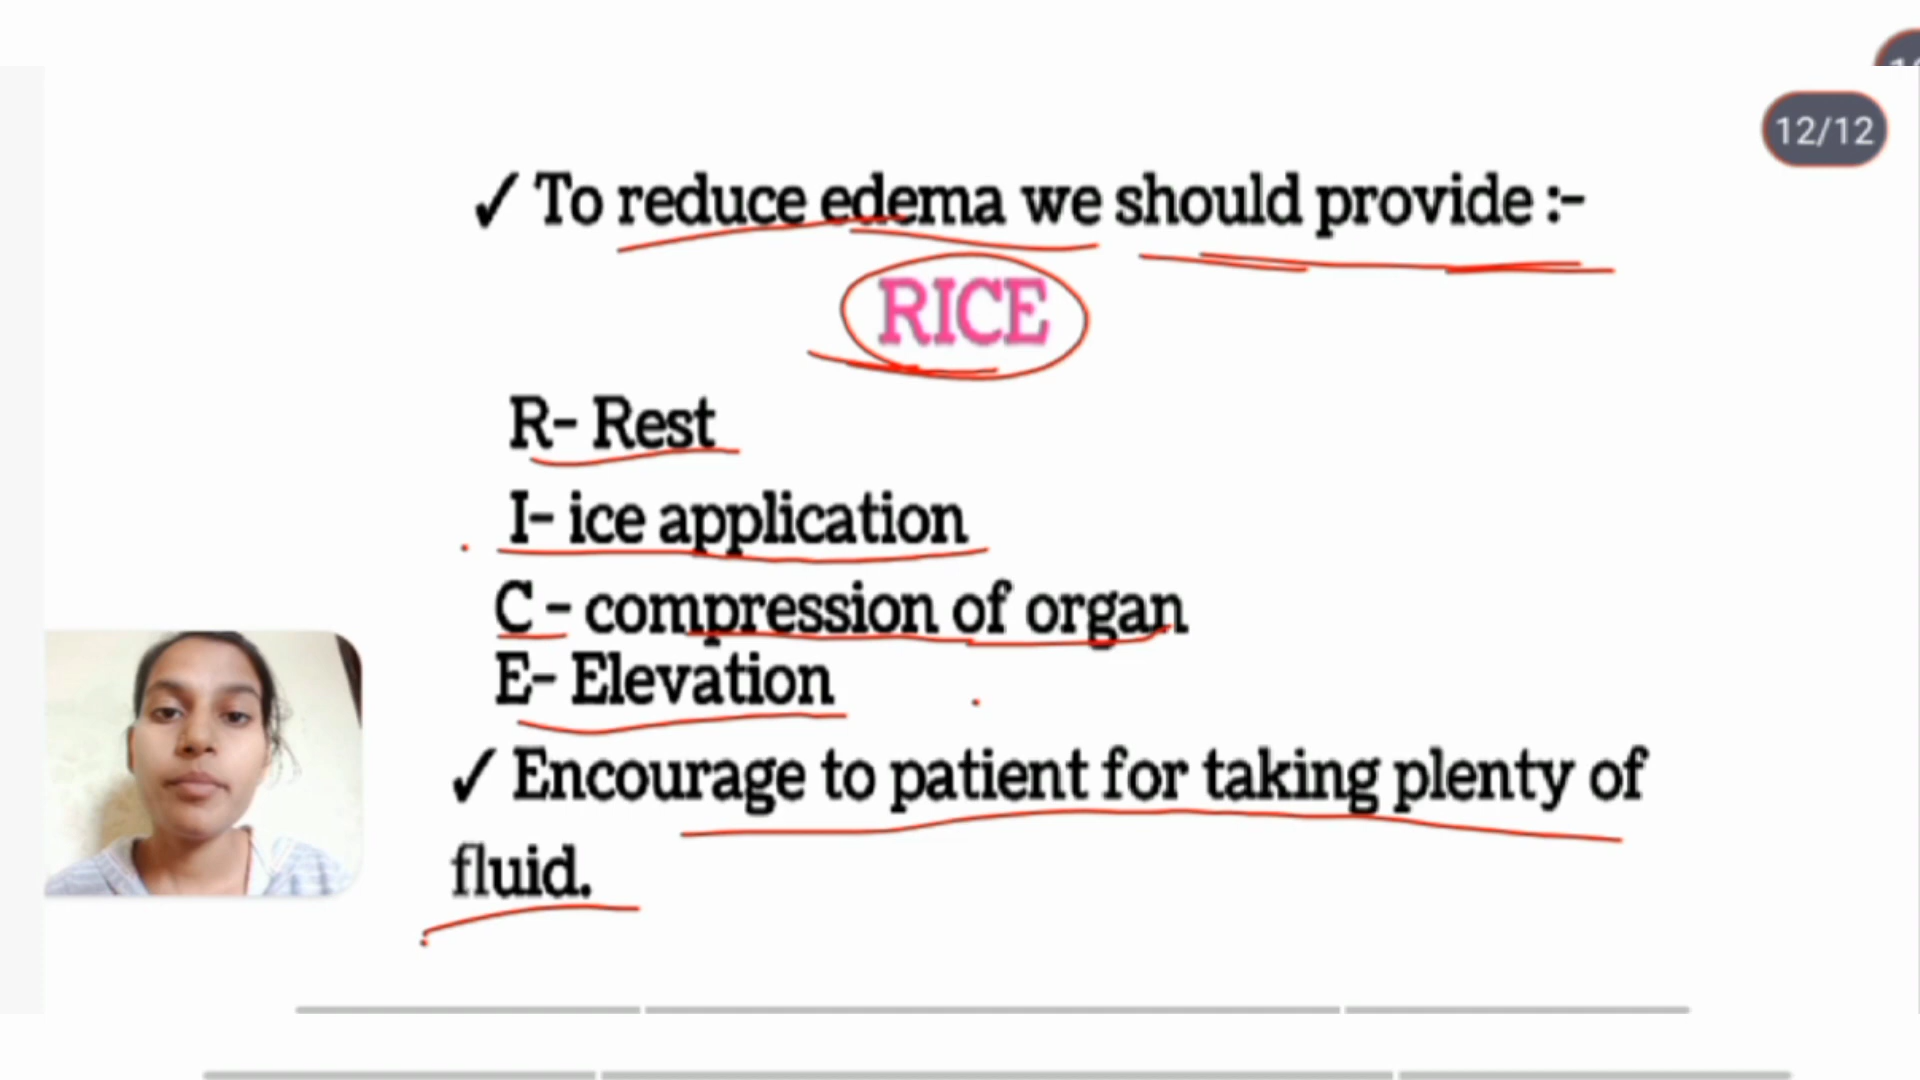 12/12
✓ To reduce edema we should provide :-
RICE
R- Rest
I- ice application
C - compression of organ
E- Elevation
✓ Encourage to patient for taking plenty of
fluid.